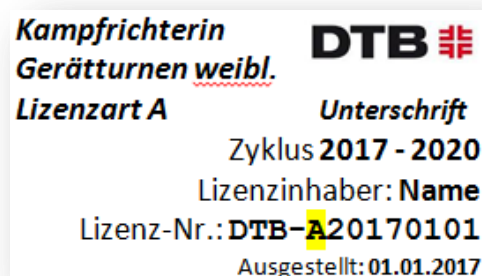 Kampfrichterin
DTB
Gerätturnen weibl.
Lizenzart A Unterschrift
Zyklus 2017 - 2020
Lizenzinhaber: Name
Lizenz-Nr.: DTB-A20170101
Ausgestellt: 01.01.2017